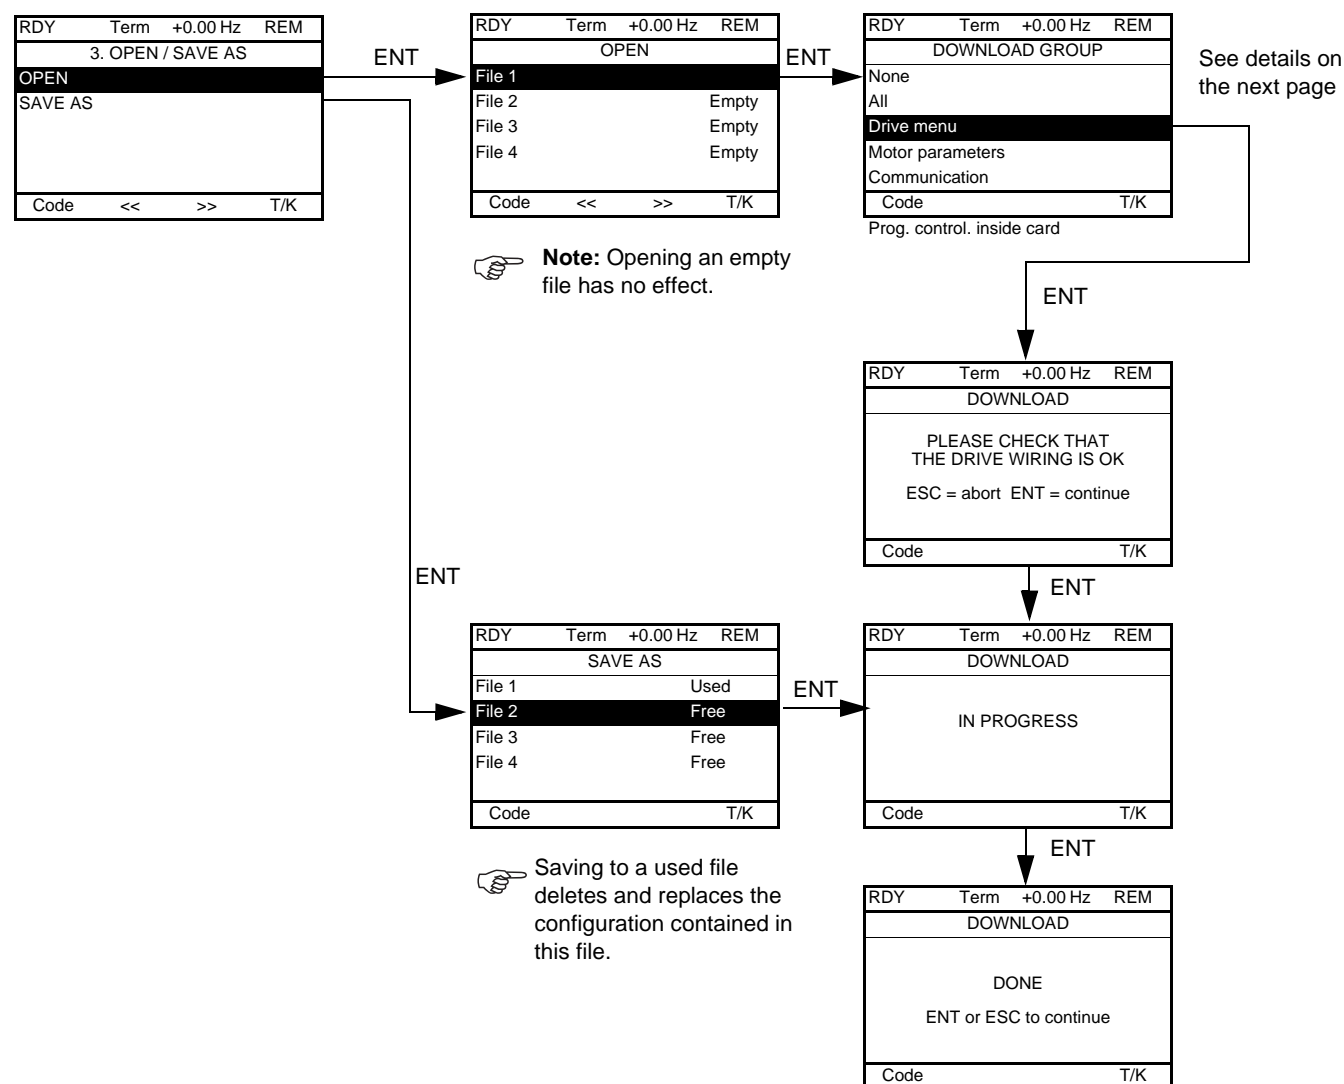 RDY Term +0.00 Hz REM
3. OPEN / SAVE AS
OPEN
SAVE AS
Code << >> T/K
ENT
RDY Term +0.00 Hz REM
OPEN
File 1
File 2 Empty
File 3 Empty
File 4 Empty
Code << >> T/K
Note: Opening an empty
file has no effect.
ENT
RDY Term +0.00 Hz REM
DOWNLOAD GROUP
None
All
Drive menu
Motor parameters
Communication
Code T/K
Prog. control. inside card
See details on
the next page
ENT
RDY Term +0.00 Hz REM
DOWNLOAD
PLEASE CHECK THAT
THE DRIVE WIRING IS OK
ESC = abort ENT = continue
Code T/K
ENT
ENT
RDY Term +0.00 Hz REM
SAVE AS
File 1 Used
File 2 Free
File 3 Free
File 4 Free
Code T/K
Saving to a used file
deletes and replaces the
configuration contained in
this file.
ENT
RDY Term +0.00 Hz REM
DOWNLOAD
IN PROGRESS
Code T/K
ENT
RDY Term +0.00 Hz REM
DOWNLOAD
DONE
ENT or ESC to continue
Code T/K